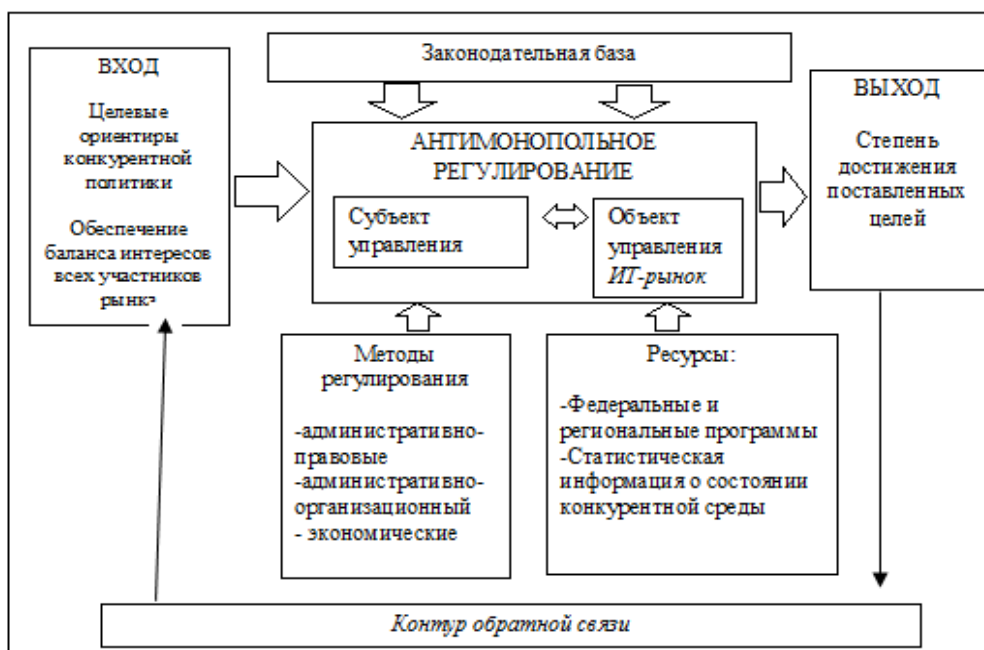 Законодательная база
ВХОД
Целевые
ориентиры
конкурентной
политики
Обеспечение
баланса интересов
всех участников
рынка
АНТИМОНОПОЛЬНОЕ
РЕГУЛИРОВАНИЕ
Субъект
управления
Объект
управления
ИТ-рынок
ВЫХОД
Степень
достижения
поставленных
целей
Методы
регулирования
-административно-
правовые
-административно-
организационный
- экономические
Ресурсы:
-Федеральные и
региональные программы
-Статистическая
информация о состоянии
конкурентной среды
Контур обратной связи